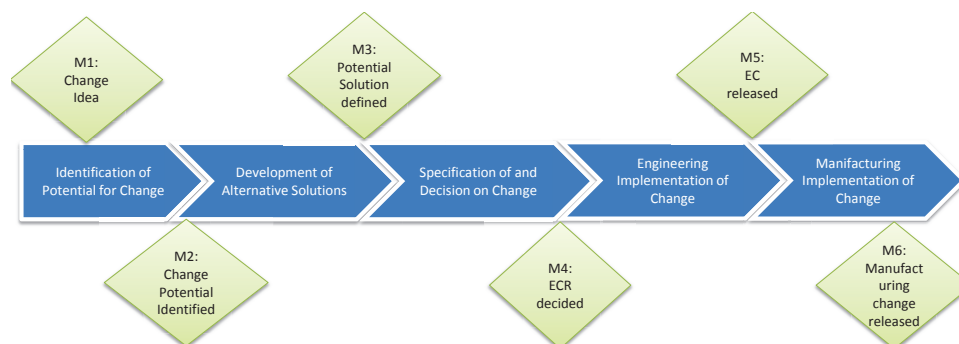 M1:
Change
Idea
M3:
Potential
Solution
defined
M5:
EC
released
Identification of
Potential for Change
Development of
Alternative Solutions
Specification of and
Decision on Change
Engineering
Implementation of
Change
Manifacturing
Implementation of
Change
M2:
Change
Potential
Identified
M4:
ECR
decided
M6:
Manufact
uring
change
released